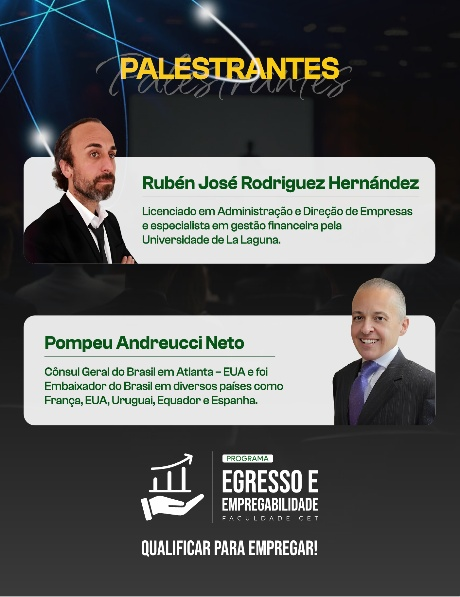 PALESTRANTES
Palestrantes
Rubén José Rodriguez Hernández
Licenciado em Administração e Direção de Empresas
e especialista em gestão financeira pela
Universidade de La Laguna.
Pompeu Andreucci Neto
Cônsul Geral do Brasil em Atlanta – EUA e foi
Embaixador do Brasil em diversos países como
França, EUA, Uruguai, Equador e Espanha.
PROGRAMA
EGRESSO E
EMPREGABILIDADE
FACULDADE CET
QUALIFICAR PARA EMPREGAR!